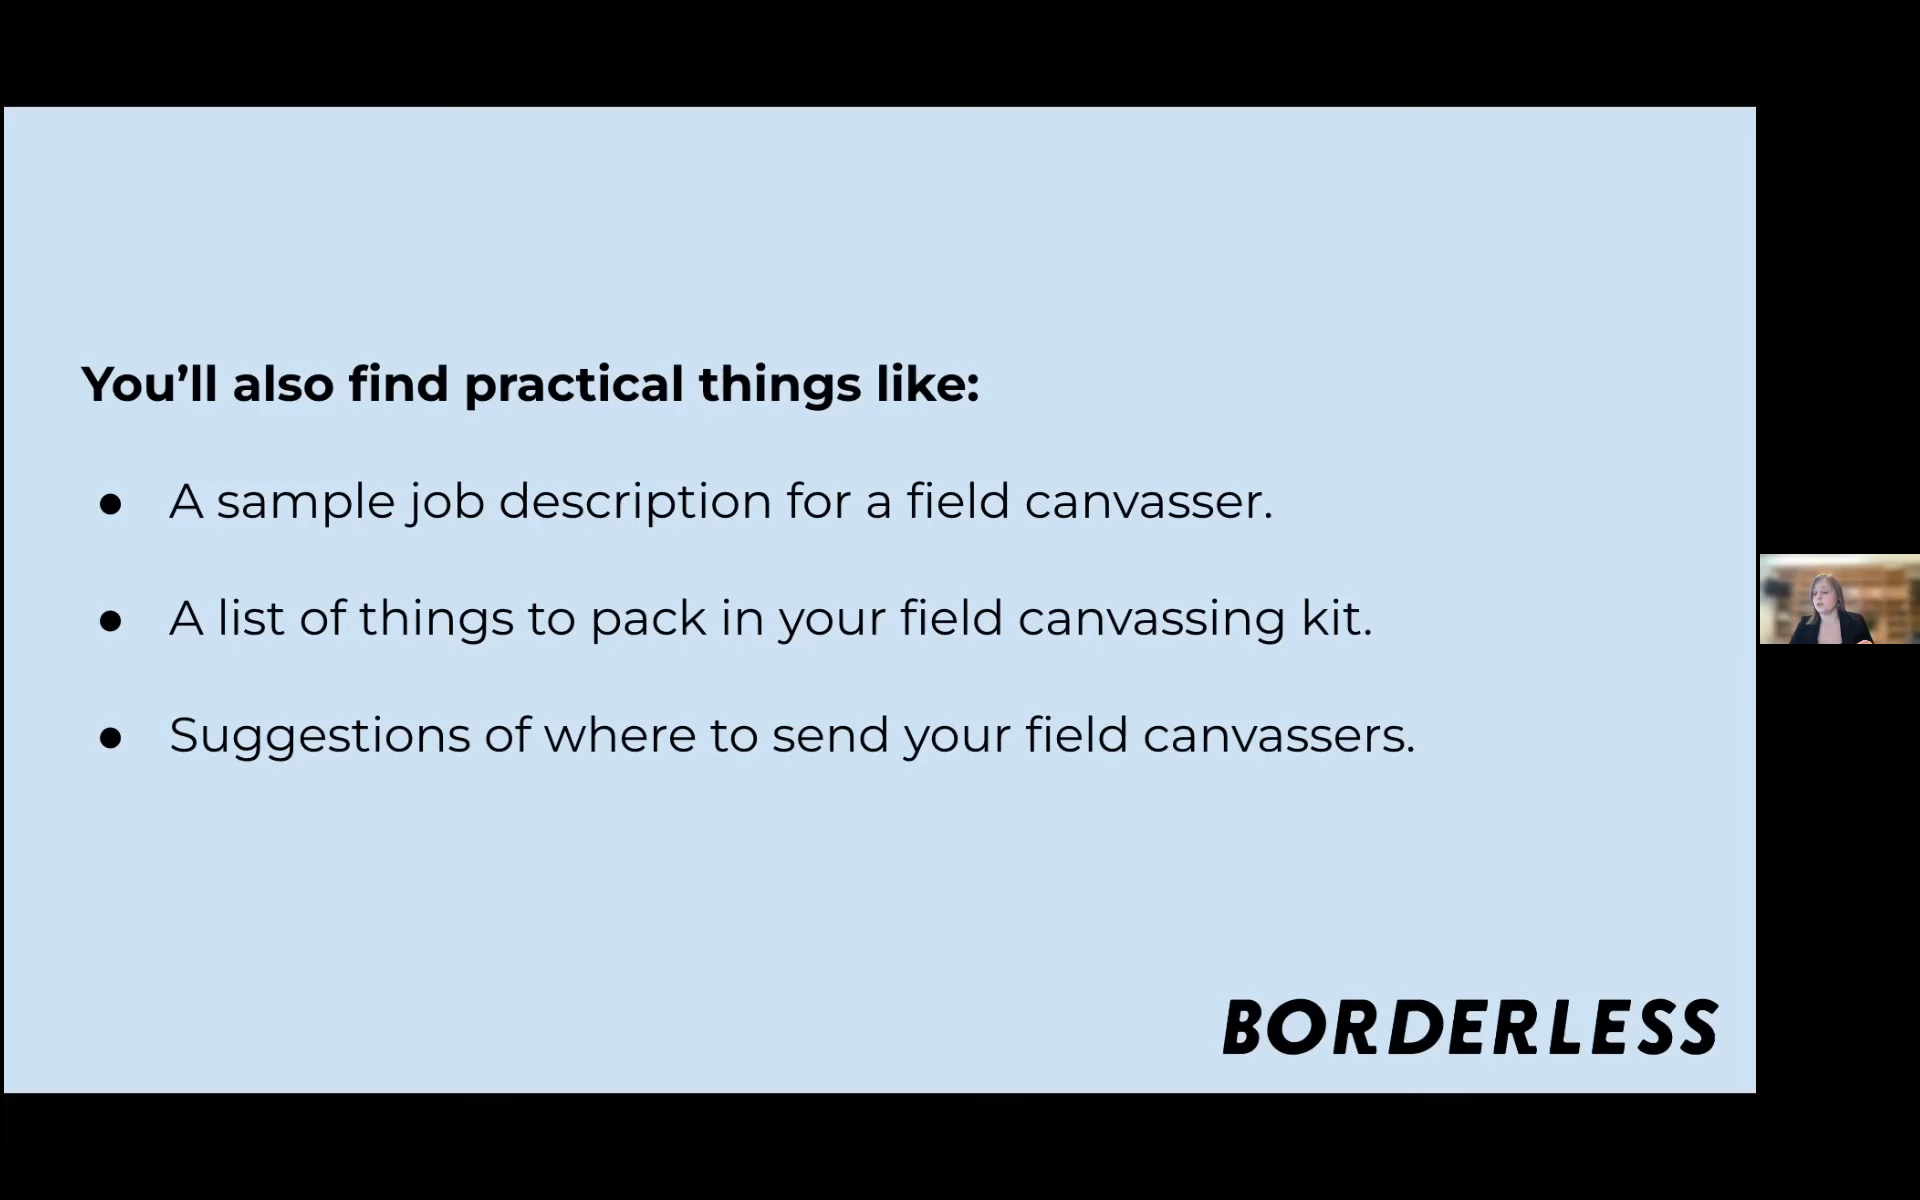 You’ll also find practical things like:
● A sample job description for a field canvasser.
● A list of things to pack in your field canvassing kit.
● Suggestions of where to send your field canvassers.
BORDERLESS